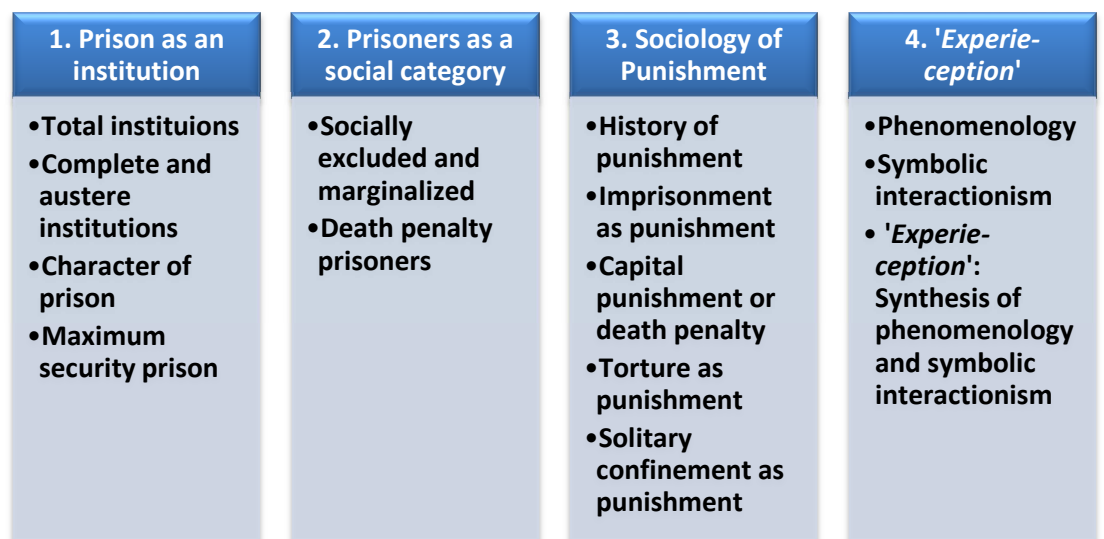 1. Prison as an
institution
•Total instituions
•Complete and
austere
institutions
•Character of
prison
•Maximum
security prison
2. Prisoners as a
social category
•Socially
excluded and
marginalized
•Death penalty
prisoners
3. Sociology of
Punishment
•History of
punishment
•Imprisonment
as punishment
•Capital
punishment or
death penalty
•Torture as
punishment
•Solitary
confinement as
punishment
4. 'Experie-
ception'
•Phenomenology
•Symbolic
interactionism
• 'Experie-
ception':
Synthesis of
phenomenology
and symbolic
interactionism